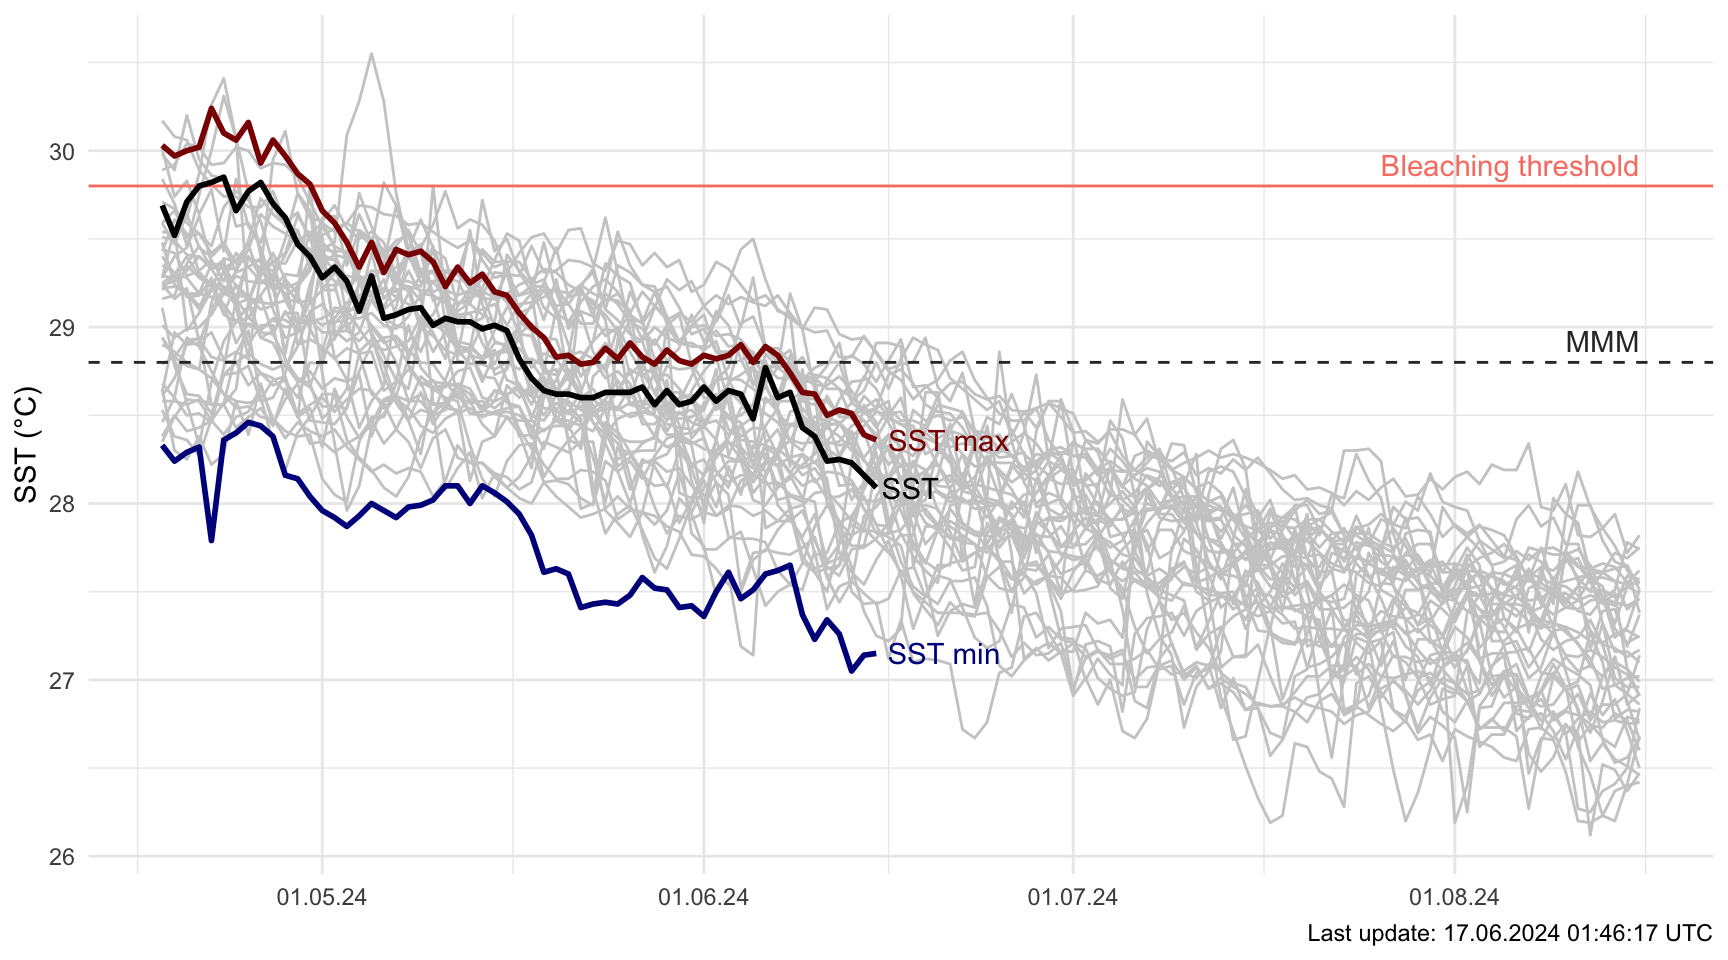 30
29
28
27
26
SST (°C)
Bleaching threshold
MMM
SST max
SST
SST min
01.05.24
01.06.24
01.07.24
01.08.24
Last update: 17.06.2024 01:46:17 UTC